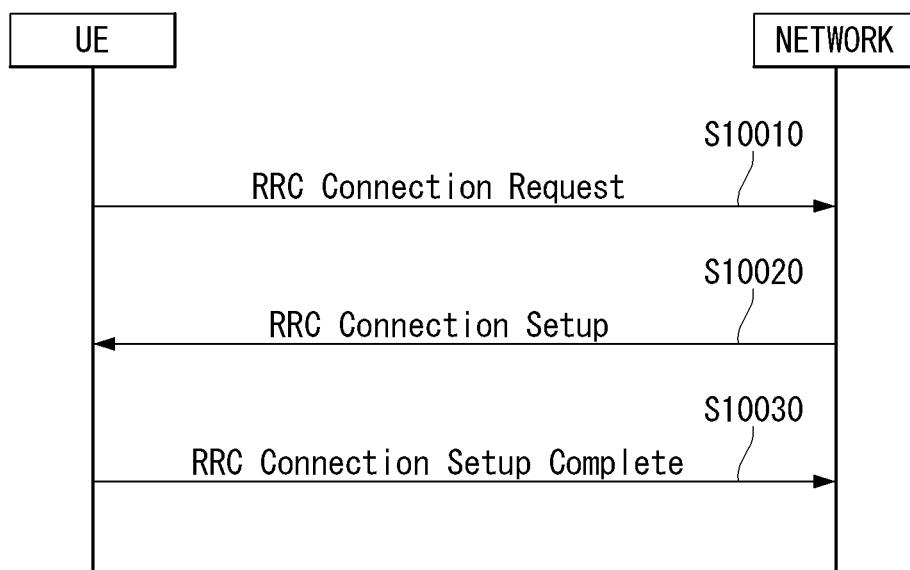 UE
NETWORK
S10010
RRC Connection Request
S10020
RRC Connection Setup
S10030
RRC Connection Setup Complete